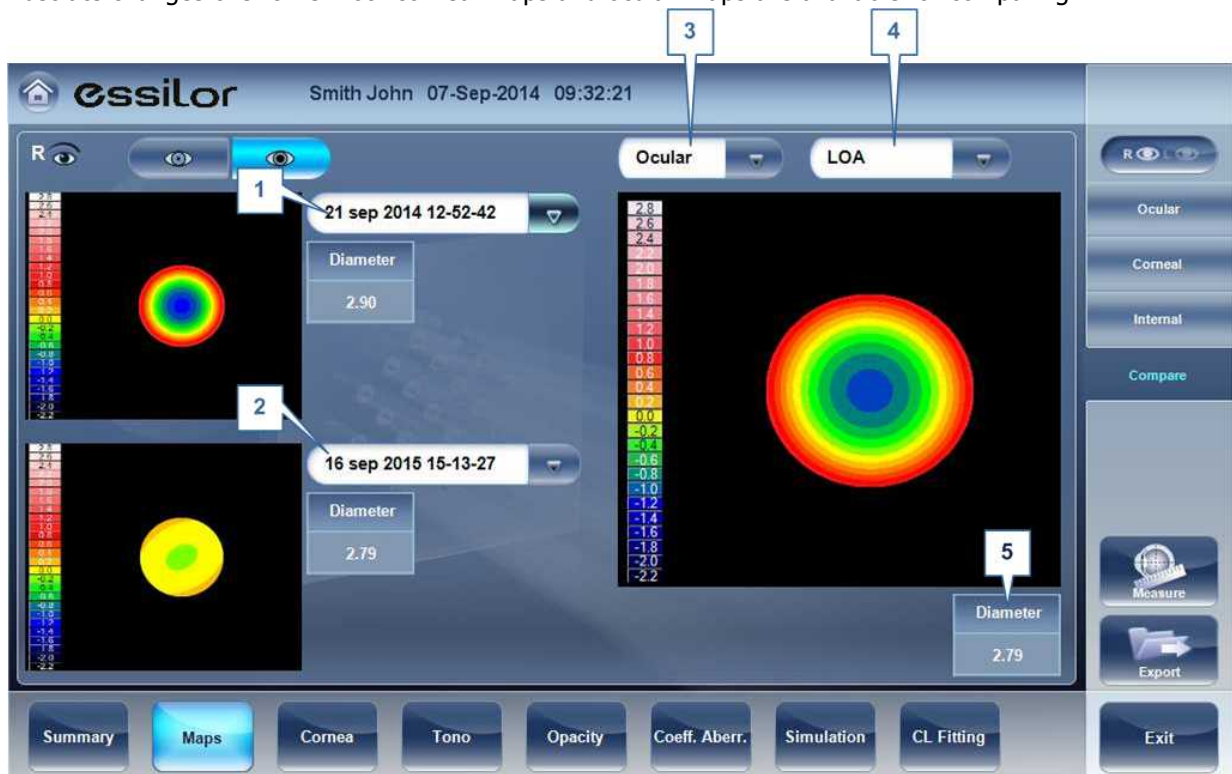 3
4
essilor
Smith John 07-Sep-2014 09:32:21
R
Ocular
LOA
R L
1
21 sep 2014 12-52-42
Diameter
2.90
2
16 sep 2015 15-13-27
Diameter
2.79
2.8
2.6
2.4
2.2
2.0
1.8
1.6
1.4
1.2
1.0
0.8
0.6
0.4
0.2
0.0
-0.2
-0.4
-0.6
-0.8
-1.0
-1.2
-1.4
-1.6
-1.8
-2.0
-2.2
5
Diameter
2.79
Ocular
Corneal
Internal
Compare
Measure
Export
Summary
Maps
Cornea
Tono
Opacity
Coeff. Aberr.
Simulation
CL Fitting
Exit